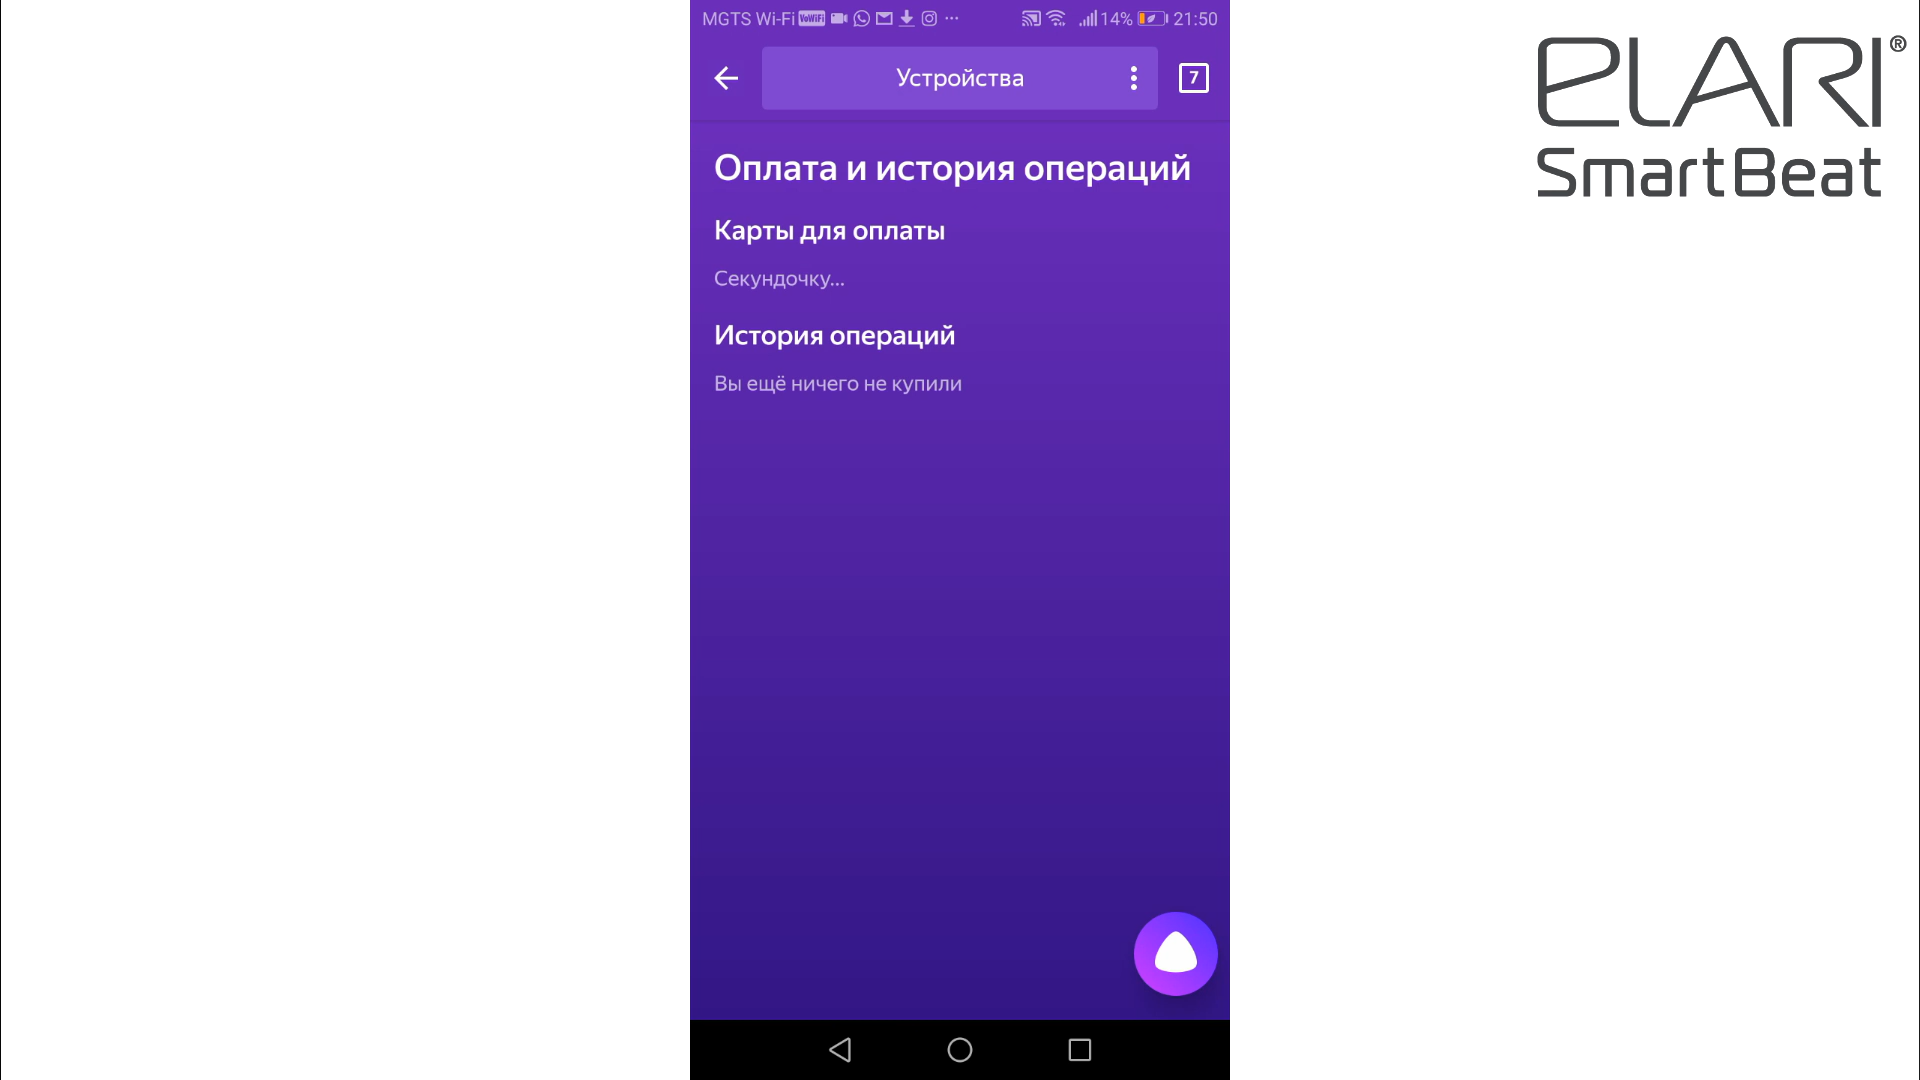 MGTS Wi-Fi VoWiFi 14% 21:50
Устройства
7
Оплата и история операций
Карты для оплаты
Секундочку...
История операций
Вы ещё ничего не купили
ELARI®
SmartBeat